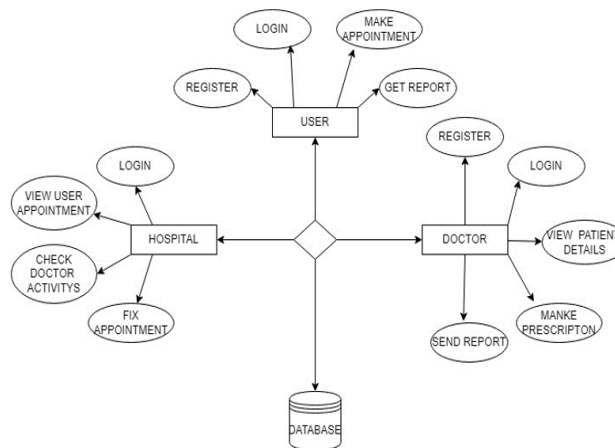 LOGIN
MAKE
APPOINTMENT
REGISTER
GET REPORT
USER
REGISTER
LOGIN
LOGIN
VIEW USER
APPOINTMENT
HOSPITAL
DOCTOR
VIEW PATIENT
DETAILS
CHECK
DOCTOR
ACTIVITYS
FIX
APPOINTMENT
MANKE
PRESCRIPTON
SEND REPORT
DATABASE